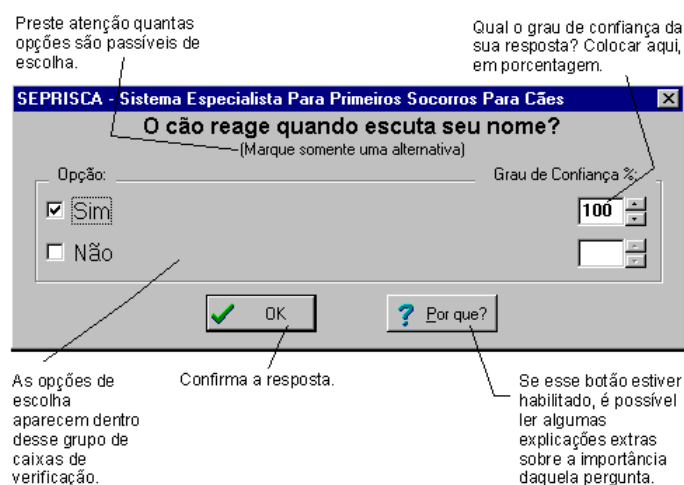 Preste atenção quantas
opções são passíveis de
escolha.
Qual o grau de confiança da
sua resposta? Colocar aqui,
em porcentagem.
SEPRISCA - Sistema Especialista Para Primeiros Socorros Para Cães
O cão reage quando escuta seu nome?
(Marque somente uma alternativa)
Opção:
Grau de Confiança %:
Sim
100
Não
OK
Por que?
As opções de
escolha
aparecem dentro
desse grupo de
caixas de
verificação.
Confirma a resposta.
Se esse botão estiver
habilitado, é possível
ler algumas
explicações extras
sobre a importância
daquela pergunta.